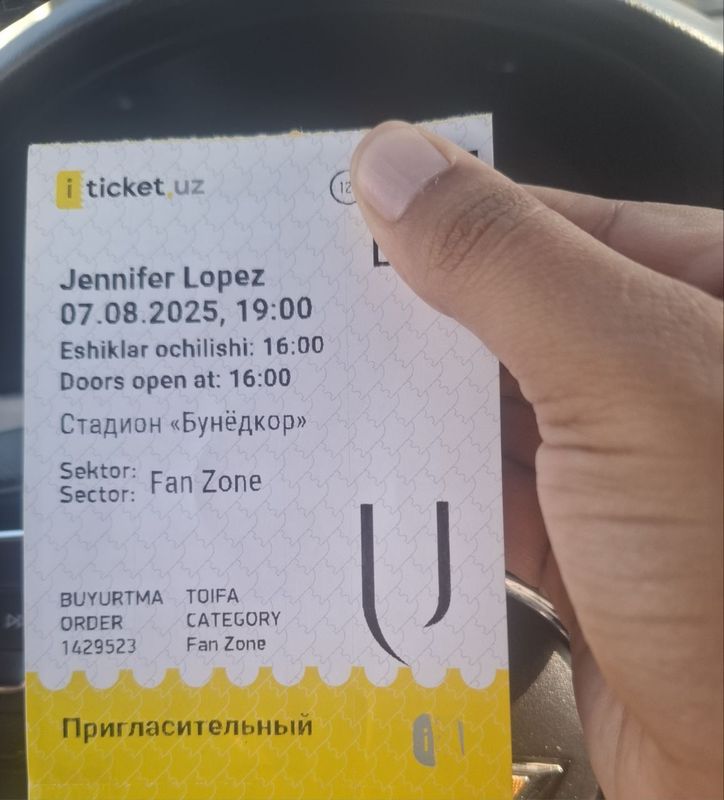 iticket.uz
12
Jennifer Lopez
07.08.2025, 19:00
Eshiklar ochilishi: 16:00
Doors open at: 16:00
Стадион «Бунёдкор»
Sektor:
Sector: Fan Zone
BUYURTMA TOIFA
ORDER CATEGORY
1429523 Fan Zone
Пригласительный
i